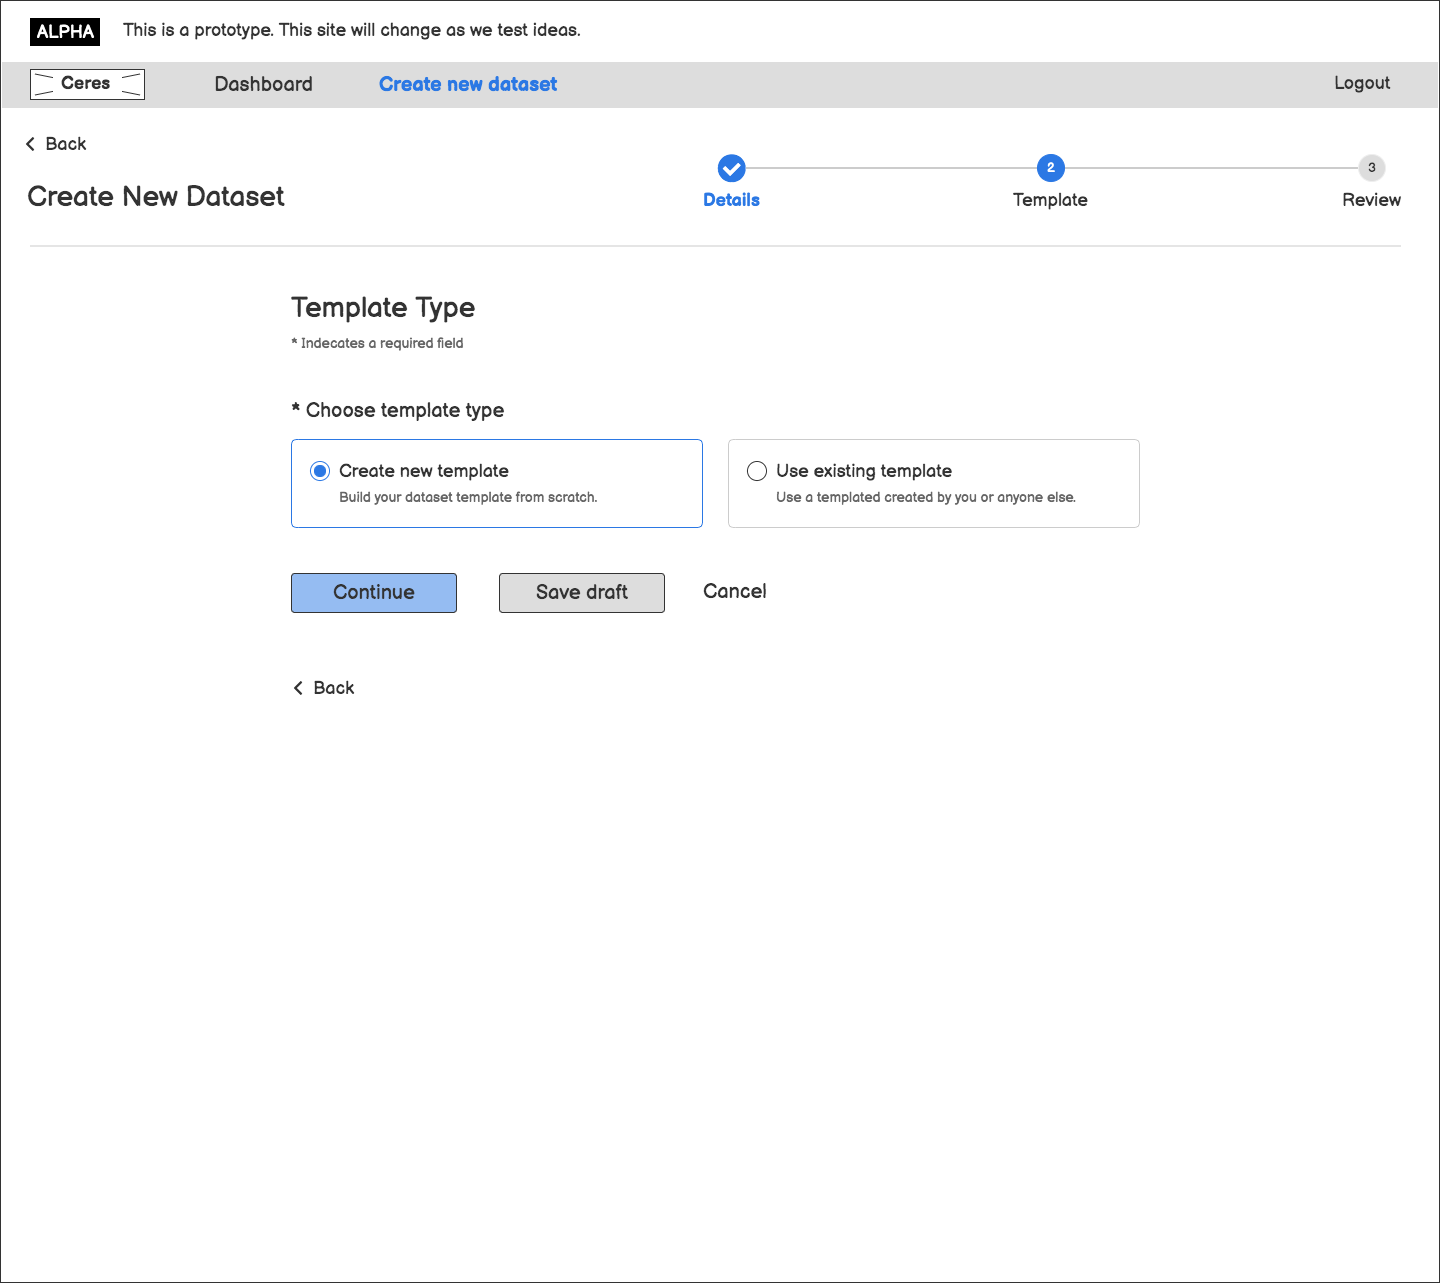 ALPHA This is a prototype. This site will change as we test ideas.
Ceres Dashboard Create new dataset Logout
Back
Create New Dataset
2 3
Details Template Review
Template Type
* Indecates a required field
* Choose template type
Create new template
Build your dataset template from scratch.
Use existing template
Use a templated created by you or anyone else.
Continue Save draft Cancel
Back